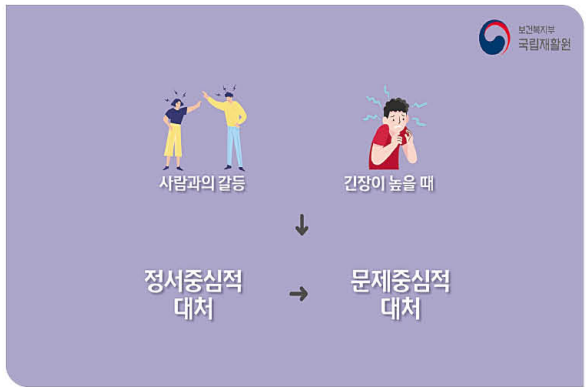 보건복지부
국립재활원
사람과의 갈등
긴장이 높을 때
정서중심적
대처
문제중심적
대처